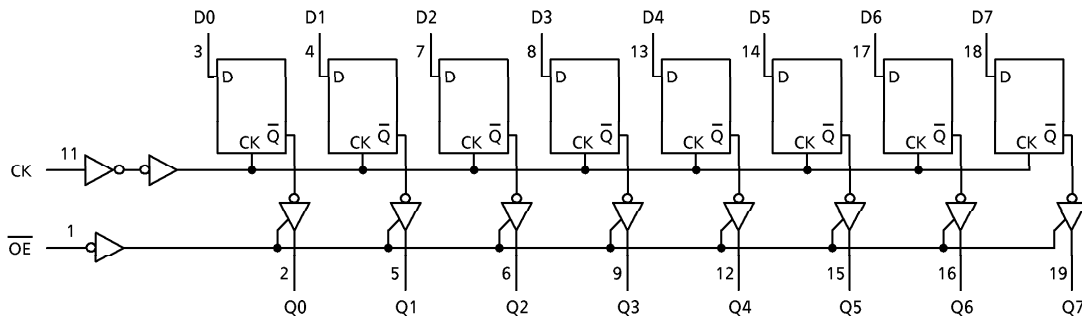 D0 D1 D2 D3 D4 D5 D6 D7
3 4 7 8 13 14 17 18
D D D D D D D D
Q̅ Q̅ Q̅ Q̅ Q̅ Q̅ Q̅ Q̅
CK CK CK CK CK CK CK CK
11
CK
1
O̅E̅
2 5 6 9 12 15 16 19
Q0 Q1 Q2 Q3 Q4 Q5 Q6 Q7